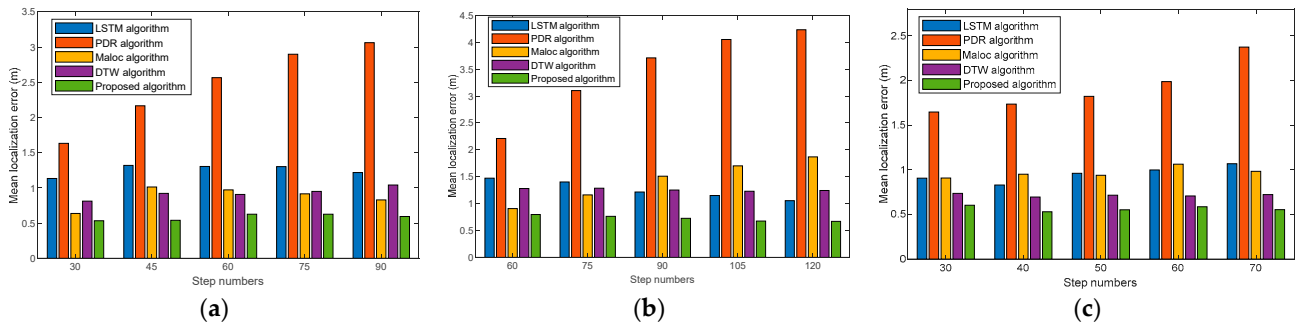 3.5
3
2.5
2
1.5
1
0.5
0
Mean localization error (m)
LSTM algorithm
PDR algorithm
Maloc algorithm
DTW algorithm
Proposed algorithm
30 45 60 75 90
Step numbers
(a)
4.5
4
3.5
3
2.5
2
1.5
1
0.5
0
Mean localization error (m)
LSTM algorithm
PDR algorithm
Maloc algorithm
DTW algorithm
Proposed algorithm
60 75 90 105 120
Step numbers
(b)
2.5
2
1.5
1
0.5
0
Mean localization error (m)
LSTM algorithm
PDR algorithm
Maloc algorithm
DTW algorithm
Proposed algorithm
30 40 50 60 70
Step numbers
(c)